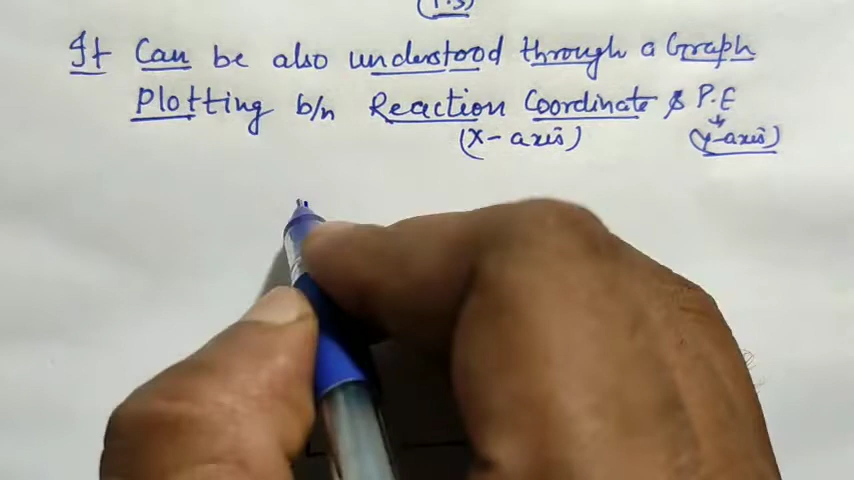 (T.S)
It Can be also understood through a Graph
Plotting b/n Reaction Coordinate & P.E
(X-axis) (Y-axis)